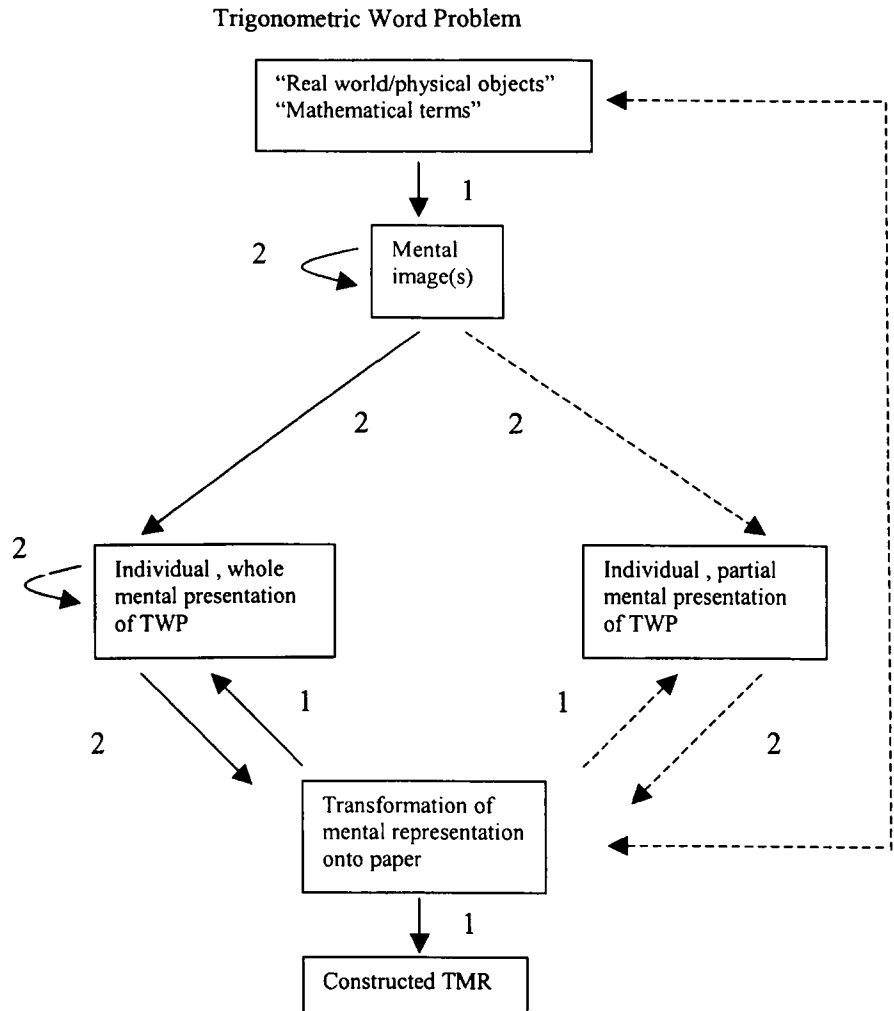 Trigonometric Word Problem
“Real world/physical objects”
“Mathematical terms”
1
2
Mental
image(s)
2
2
2
Individual , whole
mental presentation
of TWP
Individual , partial
mental presentation
of TWP
2
1
1
2
Transformation of
mental representation
onto paper
1
Constructed TMR